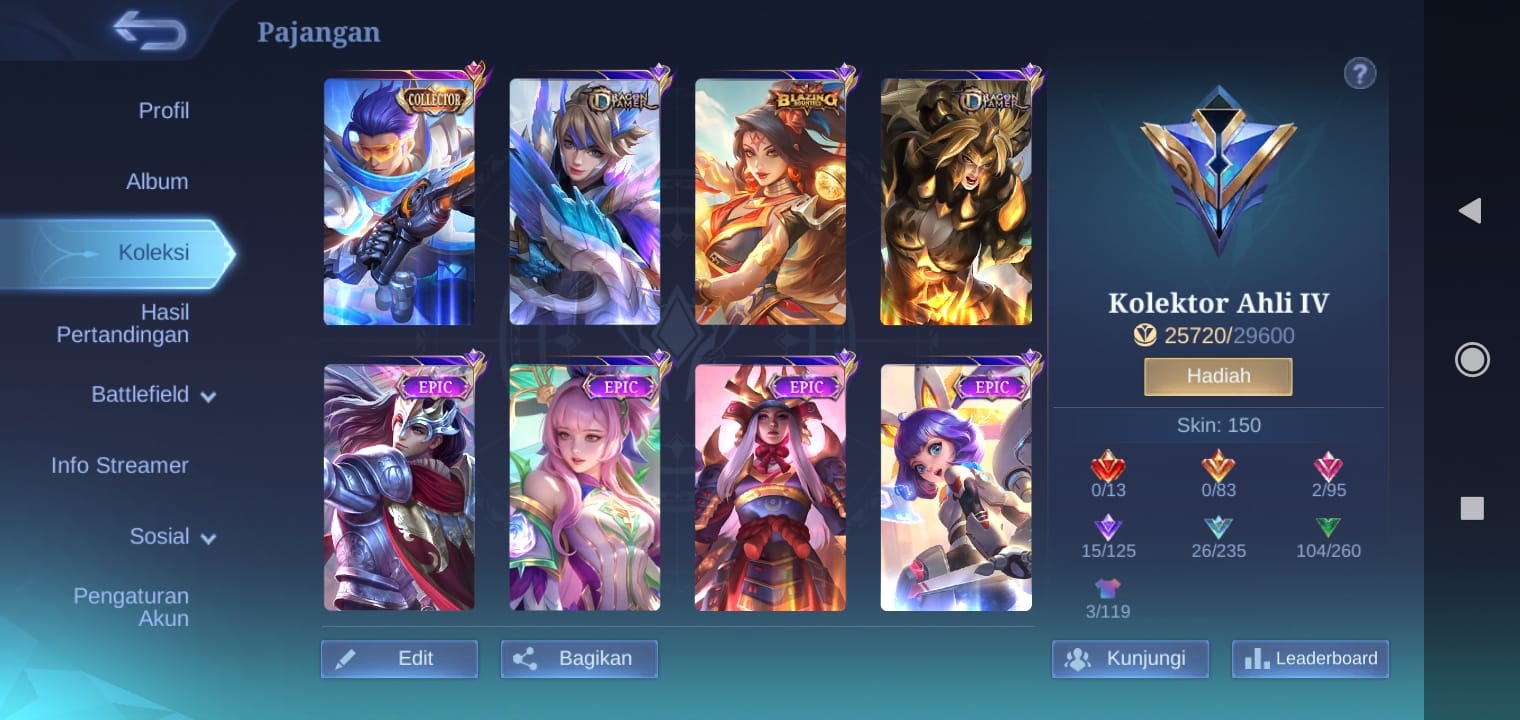 Pajangan
Profil
Album
Koleksi
Hasil
Pertandingan
Battlefield
Info Streamer
Sosial
Pengaturan
Akun
COLLECTOR
DRAGON
TAMER
BLAZING
BOUNTIES
DRAGON
TAMER
EPIC
EPIC
EPIC
EPIC
Edit
Bagikan
?
Kolektor Ahli IV
25720/29600
Hadiah
Skin: 150
0/13
0/83
2/95
15/125
26/235
104/260
3/119
Kunjungi
Leaderboard